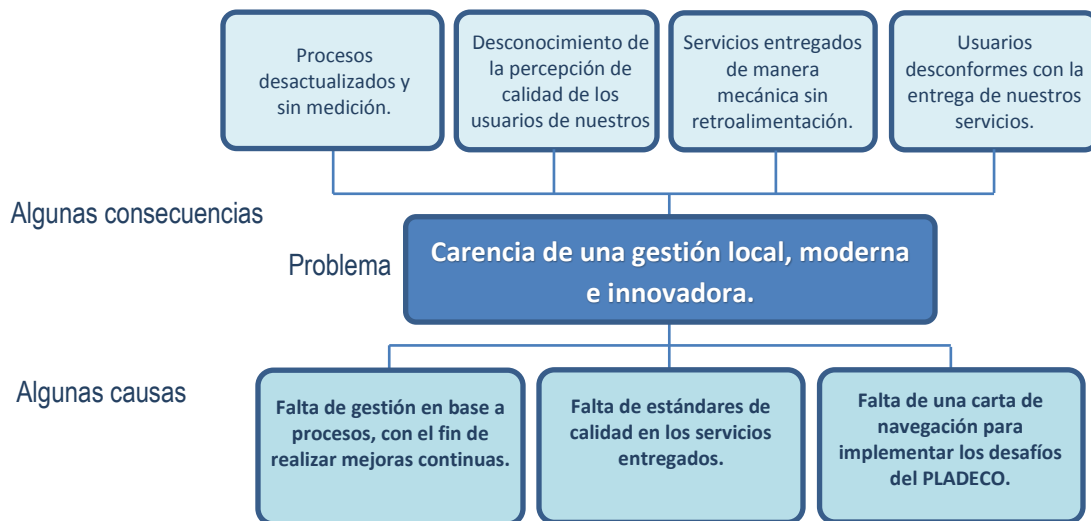 Procesos
desactualizados y
sin medición.
Desconocimiento de
la percepción de
calidad de los
usuarios de nuestros
Servicios entregados
de manera
mecánica sin
retroalimentación.
Usuarios
desconformes con la
entrega de nuestros
servicios.
Algunas consecuencias
Problema
Carencia de una gestión local, moderna
e innovadora.
Algunas causas
Falta de gestión en base a
procesos, con el fin de
realizar mejoras continuas.
Falta de estándares de
calidad en los servicios
entregados.
Falta de una carta de
navegación para
implementar los desafíos
del PLADECO.